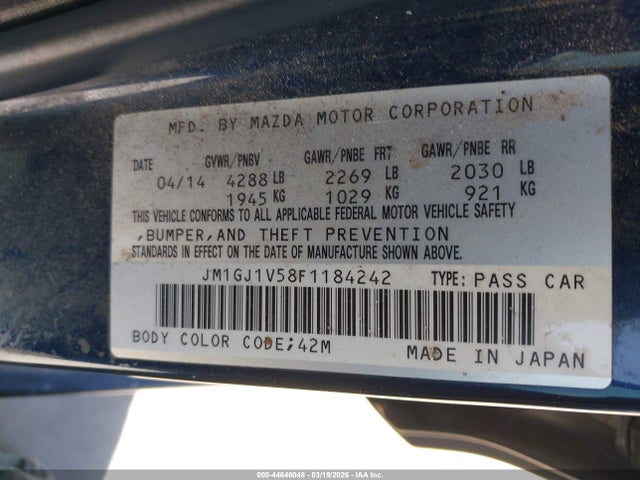 MFD. BY MAZDA MOTOR CORPORATION
DATE GVWR/PNBV GAWR/PNBE FRT GAWR/PNBE RR
04/14 4288 LB 2269 LB 2030 LB
1945 KG 1029 KG 921 KG
THIS VEHICLE CONFORMS TO ALL APPLICABLE FEDERAL MOTOR VEHICLE SAFETY
,BUMPER,AND THEFT PREVENTION
STANDARDS IN EFFECT ON THE DATE OF MANUFACTURE SHOWN ABOVE.
JM1GJ1V58F1184242 TYPE: PASS CAR
BODY COLOR CODE;42M MADE IN JAPAN
000-44646048 - 03/19/2026 - IAA Inc.